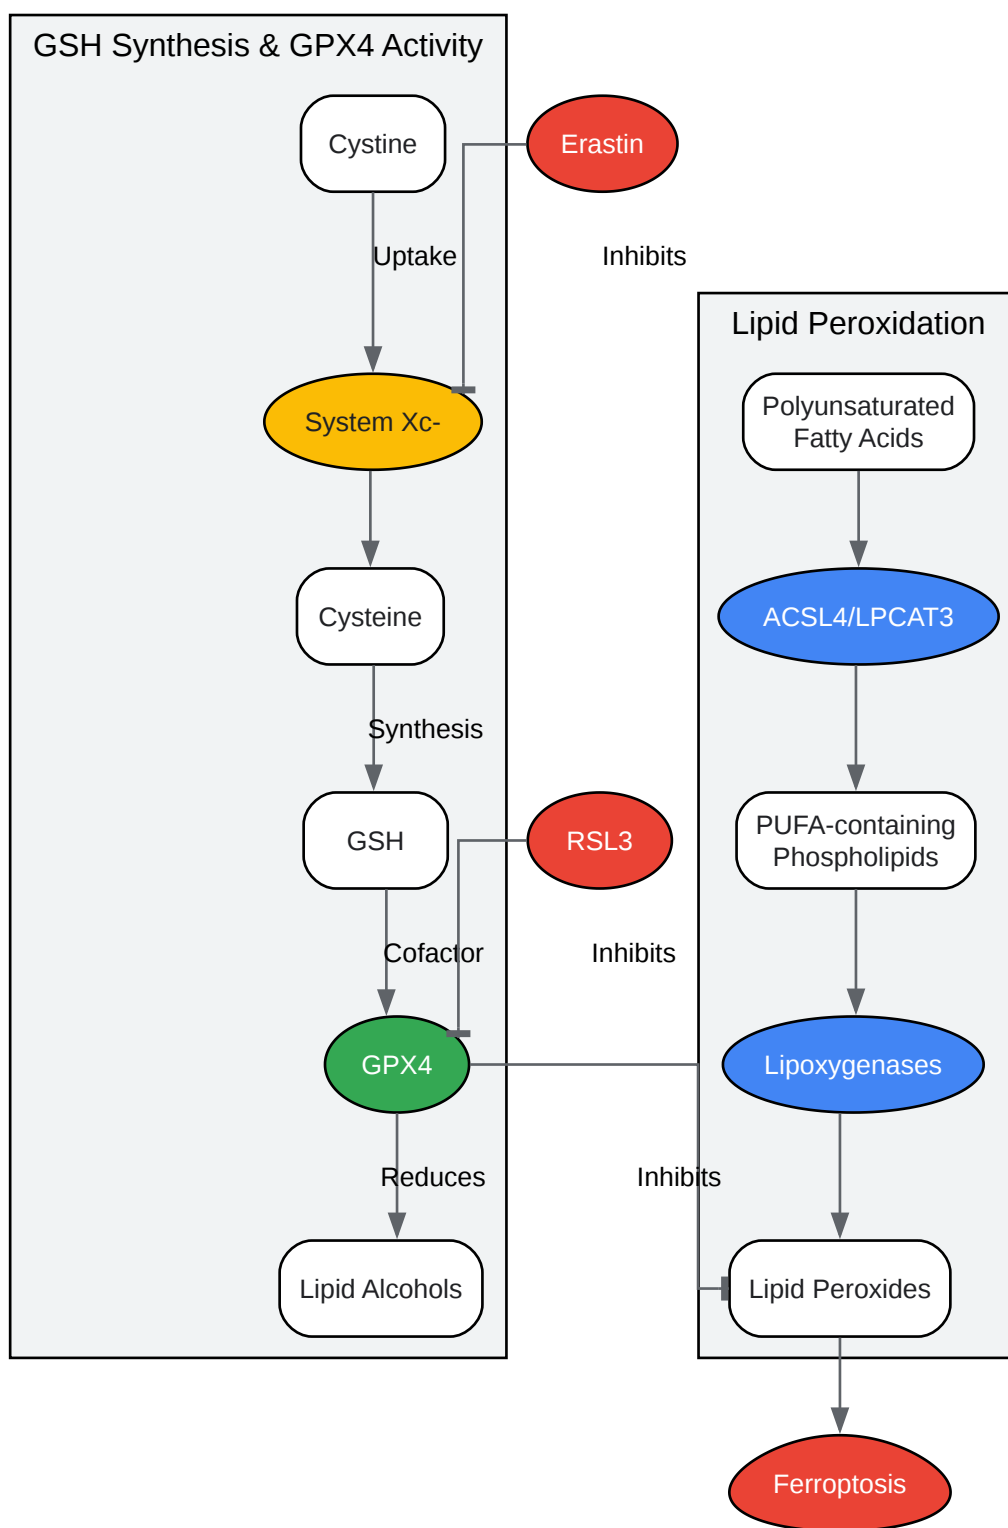 GSH Synthesis & GPX4 Activity
Cystine
Erastin
Uptake
Inhibits
Lipid Peroxidation
System Xc-
Polyunsaturated
Fatty Acids
Cysteine
ACSL4/LPCAT3
Synthesis
GSH
RSL3
PUFA-containing
Phospholipids
Cofactor
Inhibits
GPX4
Lipoxygenases
Reduces
Inhibits
Lipid Alcohols
Lipid Peroxides
Ferroptosis